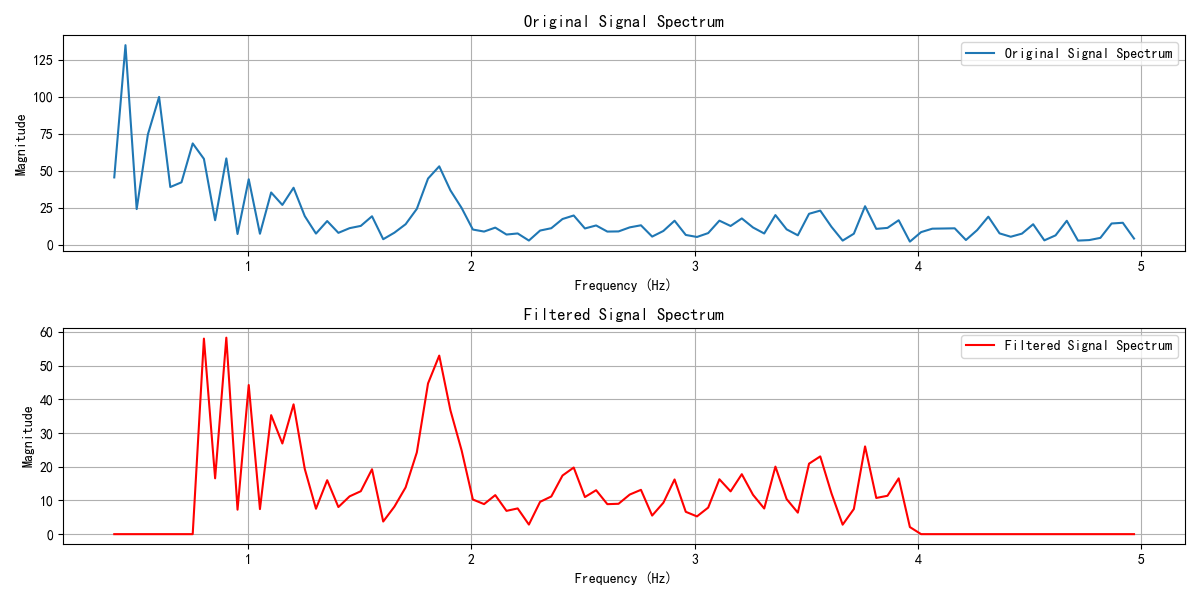 Original Signal Spectrum
Original Signal Spectrum
Magnitude
125
100
75
50
25
0
1
2
3
4
5
Frequency (Hz)
Filtered Signal Spectrum
Filtered Signal Spectrum
Magnitude
60
50
40
30
20
10
0
1
2
3
4
5
Frequency (Hz)